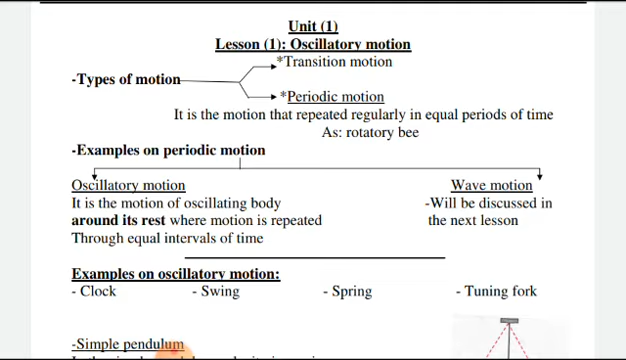 Unit (1)
Lesson (1): Oscillatory motion
*Transition motion
-Types of motion
*Periodic motion
It is the motion that repeated regularly in equal periods of time
As: rotatory bee
-Examples on periodic motion
Oscillatory motion
It is the motion of oscillating body
around its rest where motion is repeated
Through equal intervals of time
Wave motion
-Will be discussed in
the next lesson
Examples on oscillatory motion:
- Clock - Swing - Spring - Tuning fork
-Simple pendulum